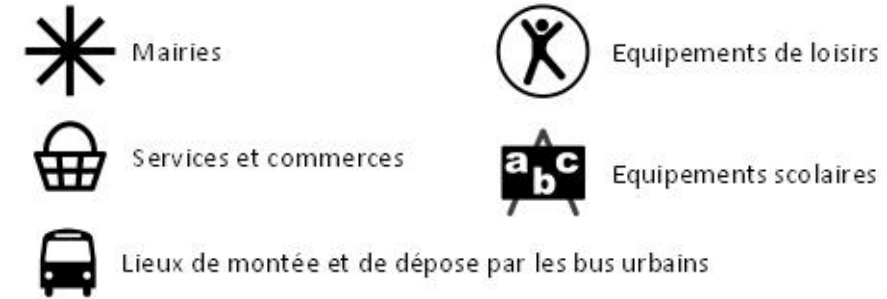 Mairies
Equipements de loisirs
Services et commerces
abc
Equipements scolaires
Lieux de montée et de dépose par les bus urbains